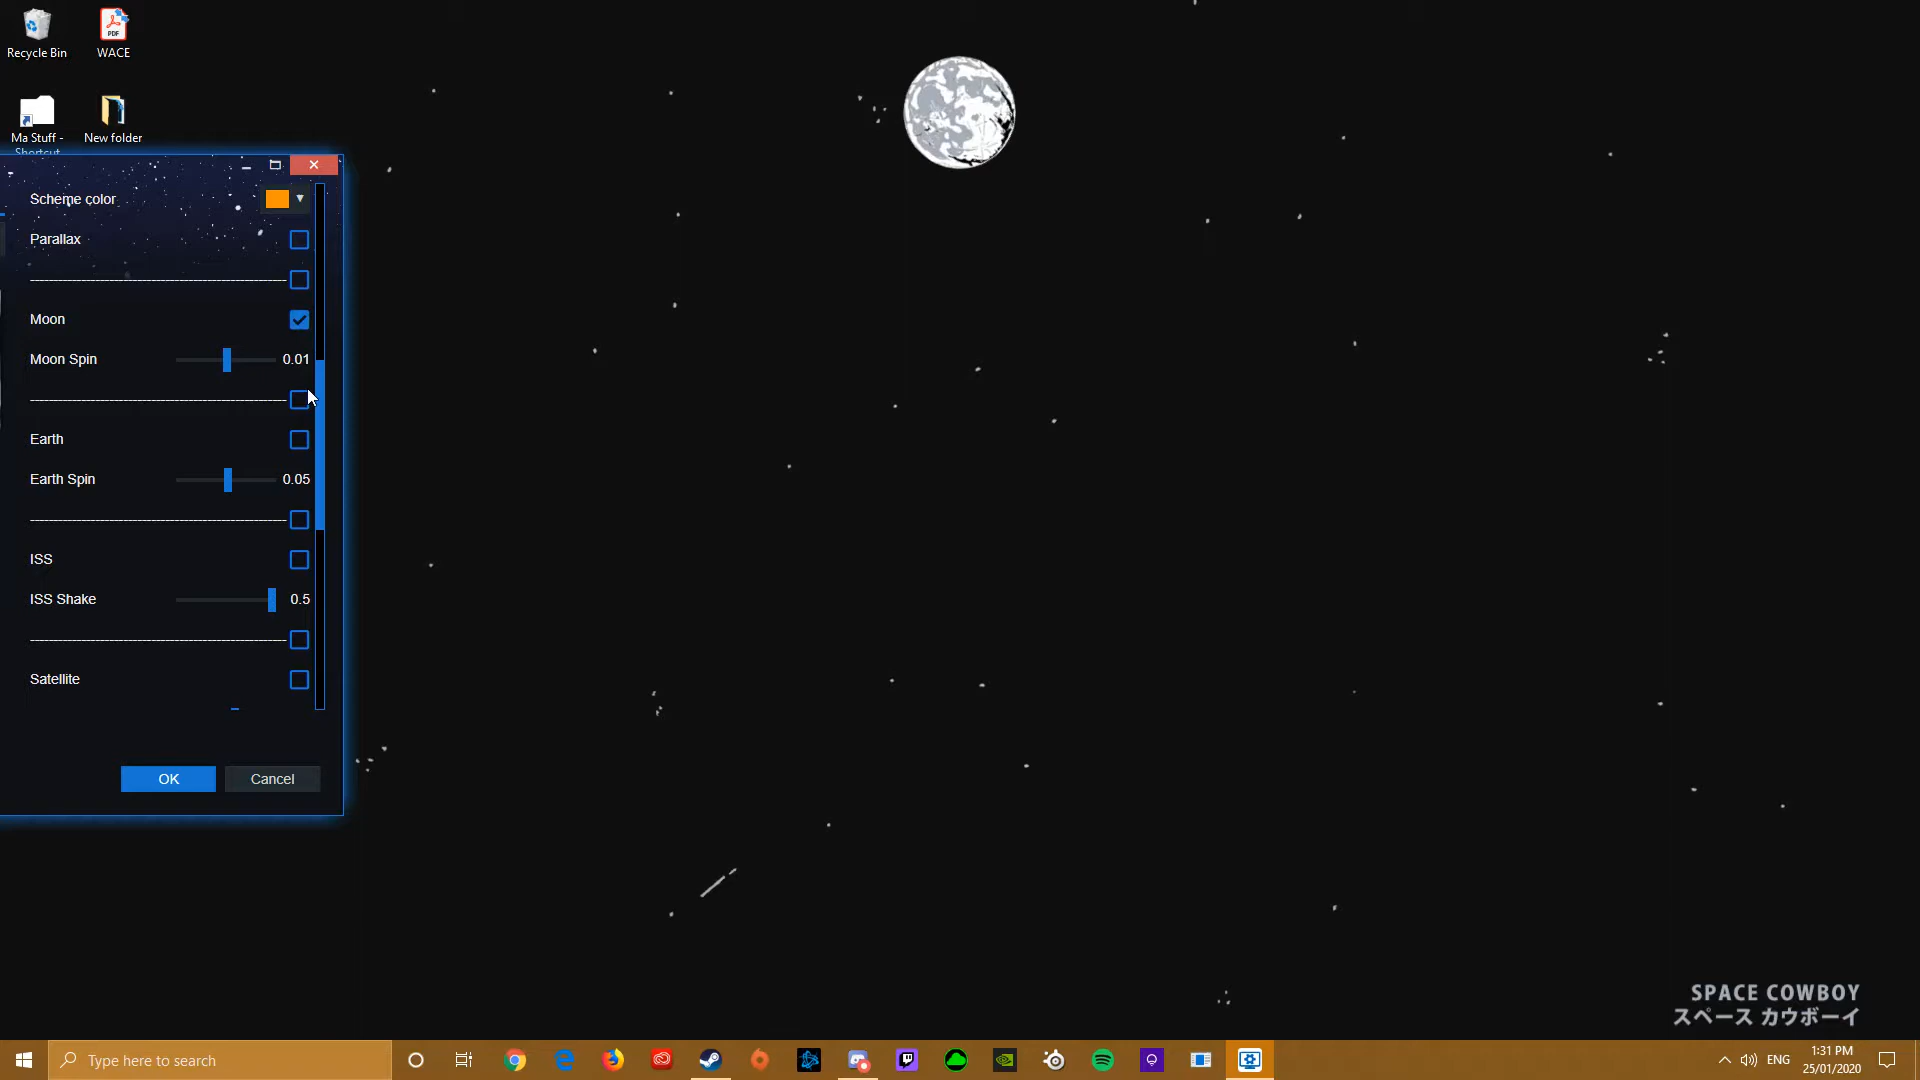 Recycle Bin
WACE
Ma Stuff -
New folder
Scheme color
Parallax
Moon
Moon Spin
0.01
Earth
Earth Spin
0.05
ISS
ISS Shake
0.5
Satellite
OK
Cancel
SPACE COWBOY
スペース カウボーイ
Type here to search
ENG
1:31 PM
25/01/2020